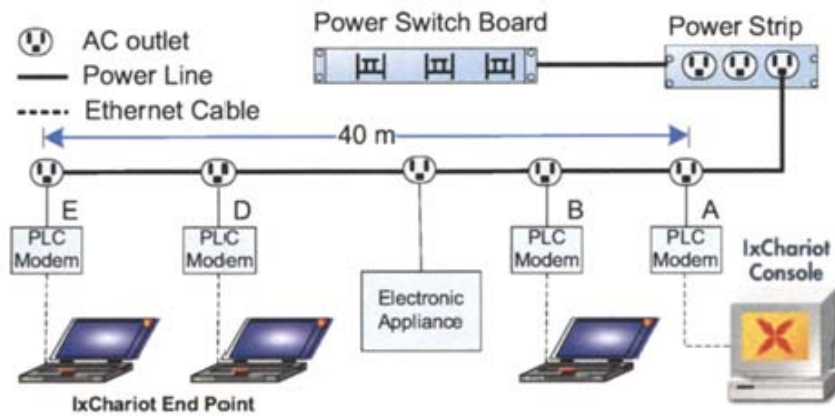 Power Switch Board
Power Strip
AC outlet
Power Line
Ethernet Cable
40 m
E
D
B
A
PLC
Modem
PLC
Modem
PLC
Modem
PLC
Modem
IxChariot
Console
Electronic
Appliance
IxChariot End Point